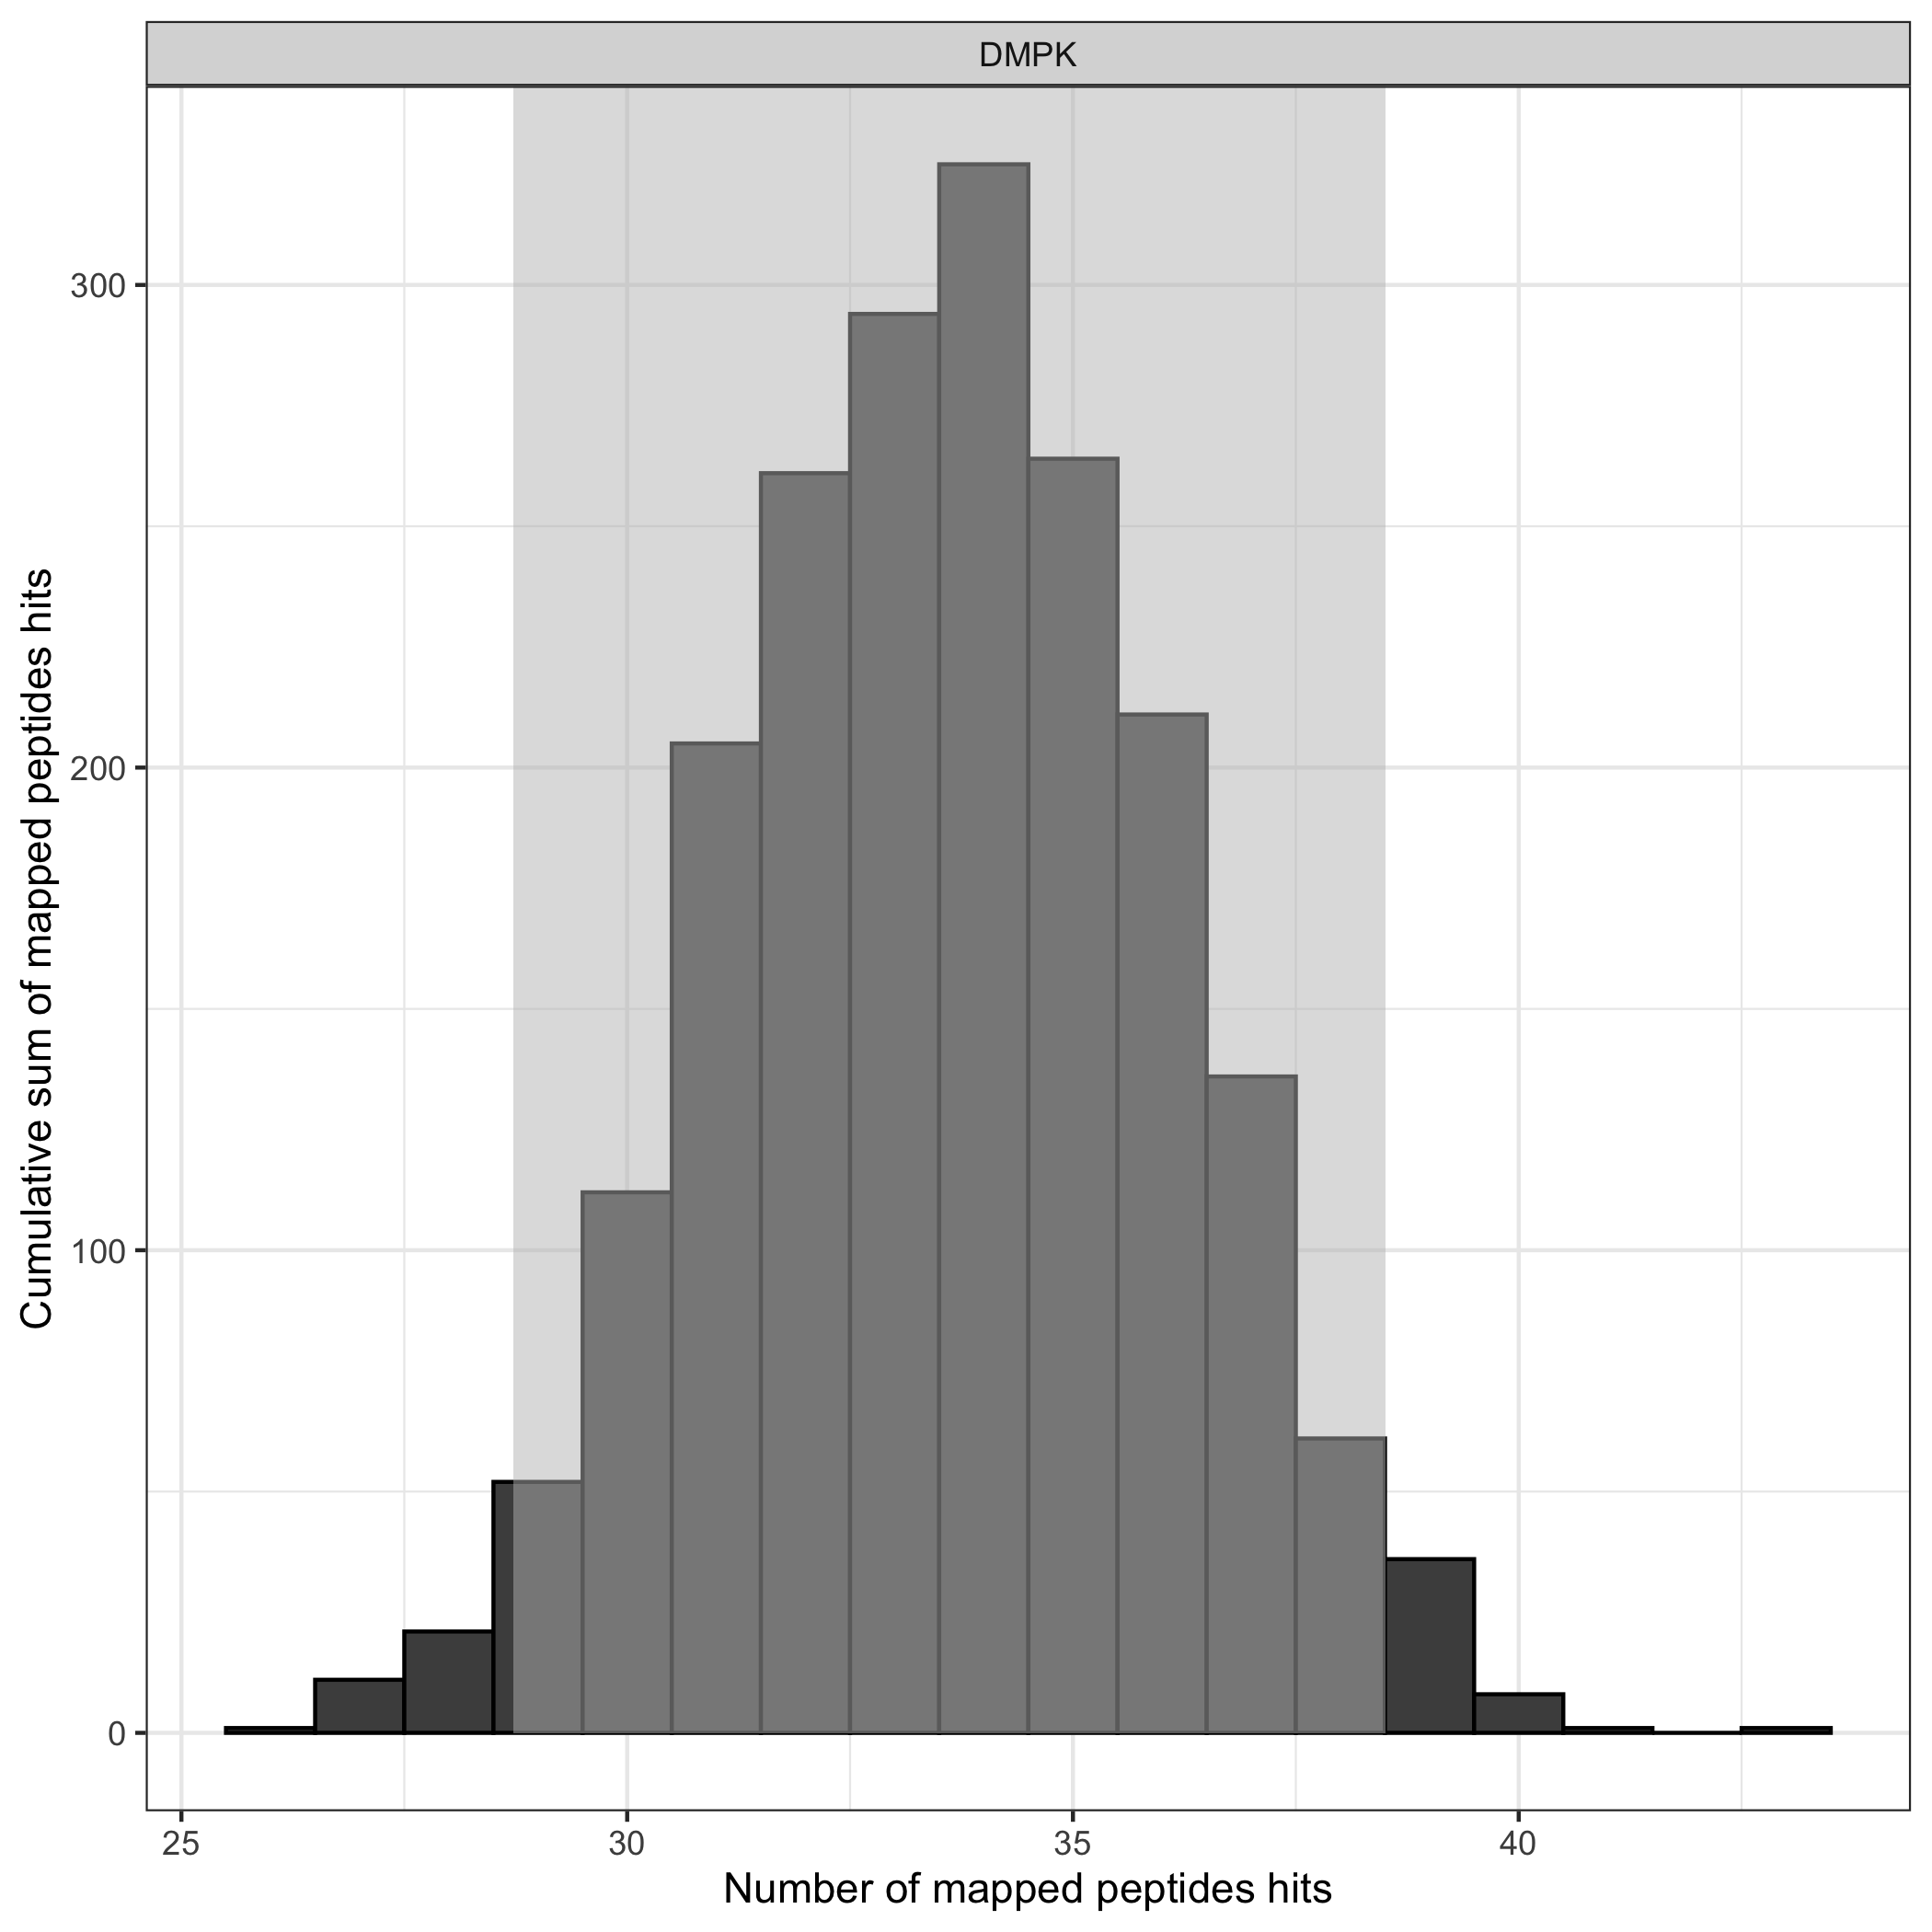 DMPK
Cumulative sum of mapped peptides hits
300
200
100
0
25 30 35 40
Number of mapped peptides hits